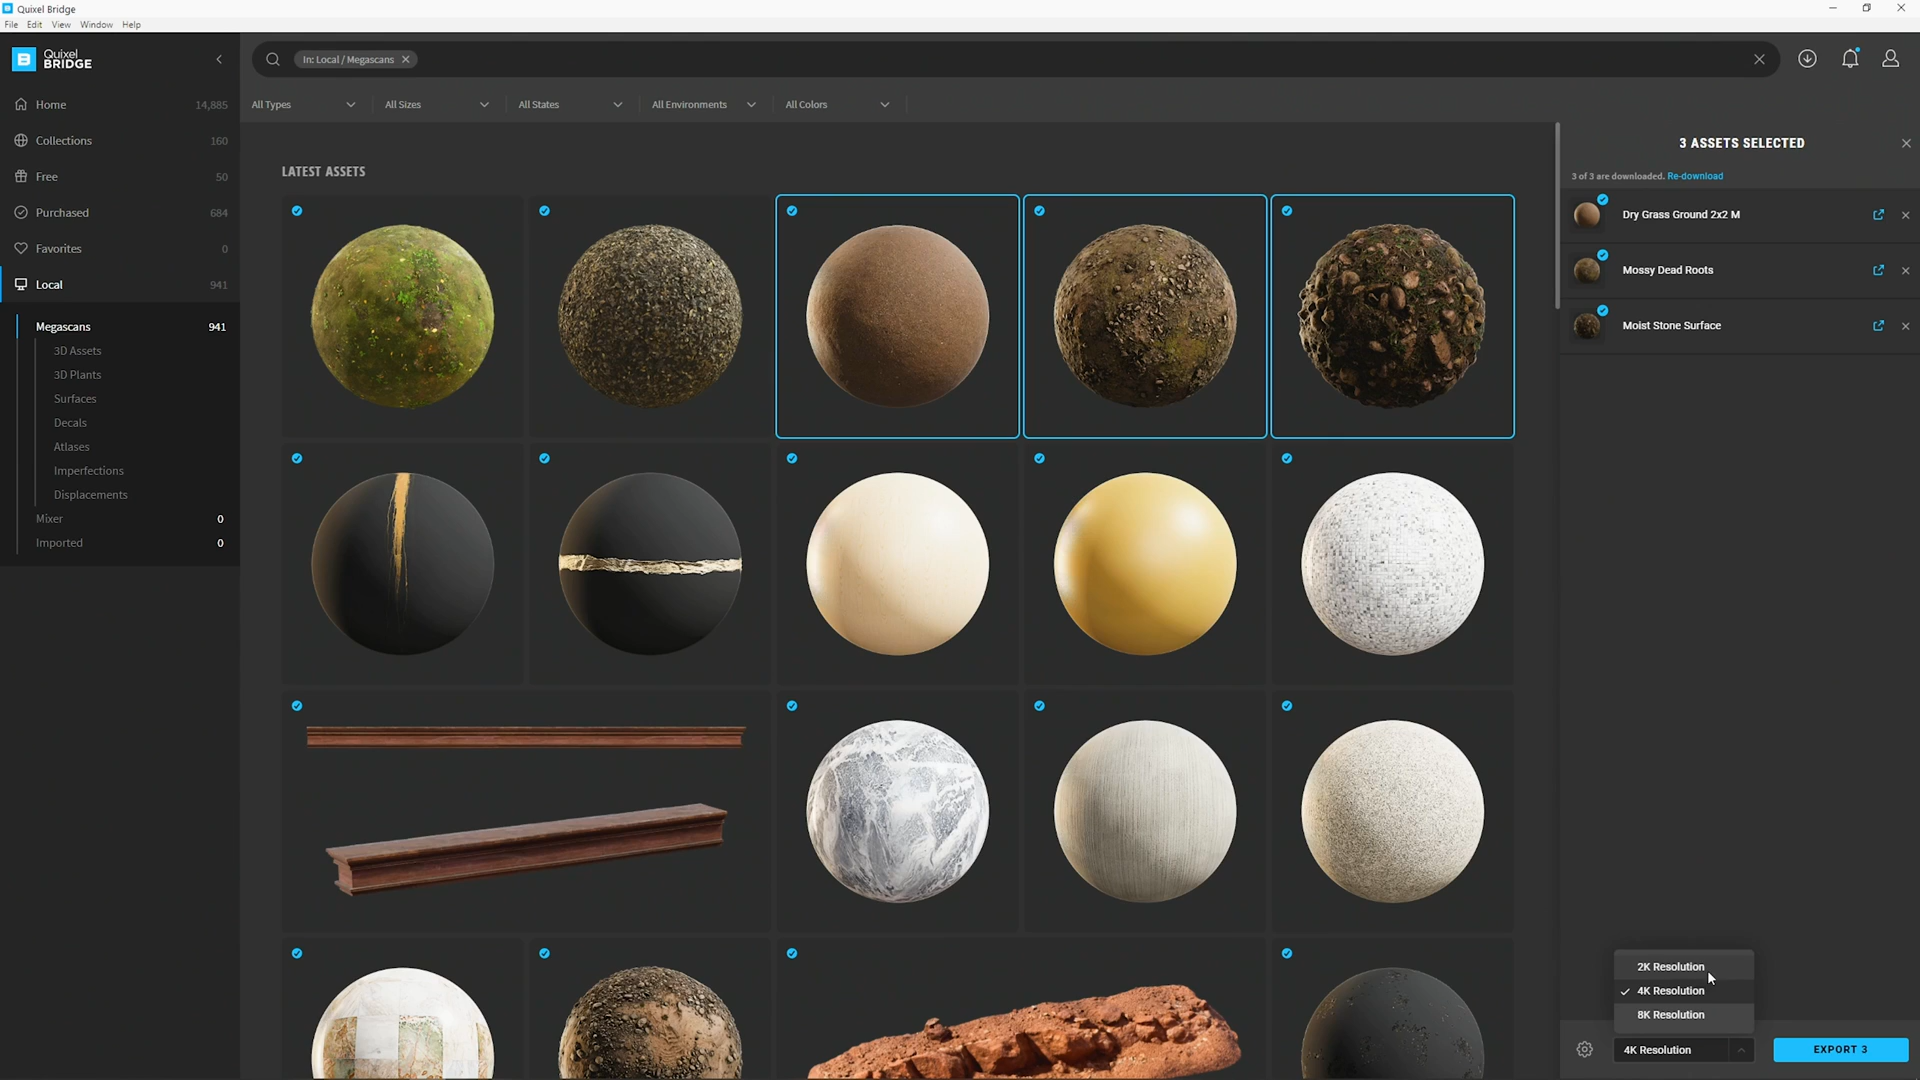 Quixel Bridge
File Edit View Window Help
Quixel
BRIDGE
In: Local / Megascans
Home 14,885
Collections 160
Free 50
Purchased 684
Favorites 0
Local 941
Megascans 941
3D Assets
3D Plants
Surfaces
Decals
Atlases
Imperfections
Displacements
Mixer 0
Imported 0
All Types All Sizes All States All Environments All Colors
LATEST ASSETS
3 ASSETS SELECTED
3 of 3 are downloaded. Re-download
Dry Grass Ground 2x2 M
Mossy Dead Roots
Moist Stone Surface
2K Resolution
4K Resolution
8K Resolution
4K Resolution
EXPORT 3